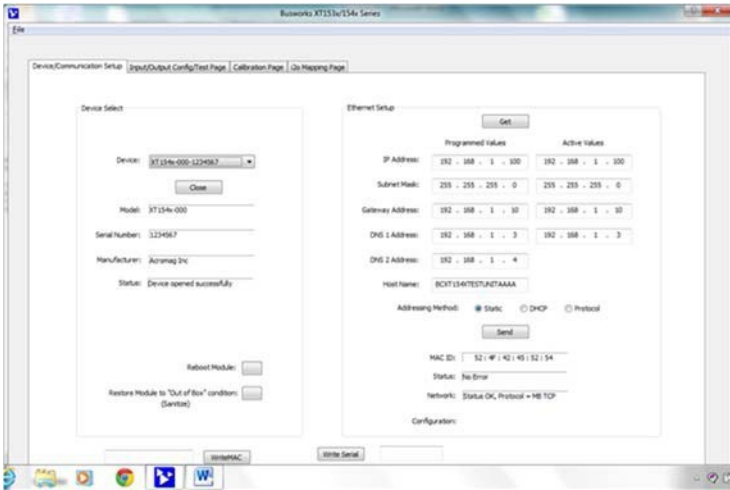 Busworks XT153x/154x Series
File
Device/Communication Setup Input/Output Config/Test Page Calibration Page i2o Mapping Page
Device Select
Device: XT154x-000-1234567
Close
Model: XT154x-000
Serial Number: 1234567
Manufacturer: Acromag Inc
Status: Device opened successfully
Reboot Module:
Restore Module to "Out of Box" condition:
(Sanitize)
WriteMAC
Ethernet Setup
Get
Programmed Values Active Values
IP Address: 192 . 168 . 1 . 100 192 . 168 . 1 . 100
Subnet Mask: 255 . 255 . 255 . 0 255 . 255 . 255 . 0
Gateway Address: 192 . 168 . 1 . 10 192 . 168 . 1 . 10
DNS 1 Address: 192 . 168 . 1 . 3 192 . 168 . 1 . 3
DNS 2 Address: 192 . 168 . 1 . 4
Host Name: BCXT154XTESTUNITAAAA
Addressing Method: Static DHCP Protocol
Send
MAC ID: 52 : 4F : 42 : 45 : 52 : 54
Status: No Error
Network: Status OK, Protocol = MB TCP
Configuration:
Write Serial
W